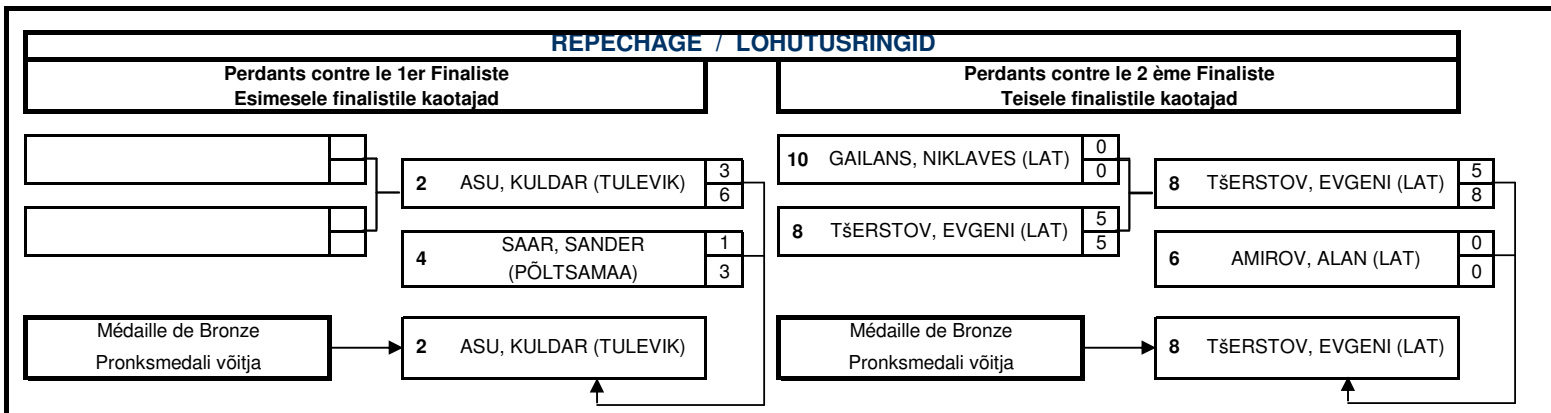 REPECHAGE / LOHUTUSRINGID
Perdants contre le 1er Finaliste
Esimesele finalistile kaotajad
Perdants contre le 2 ème Finaliste
Teisele finalistile kaotajad
2 ASU, KULDAR (TULEVIK) 3
6
4 SAAR, SANDER 1
(PÕLTSAMAA) 3
Médaille de Bronze
Pronksmedali võitja
2 ASU, KULDAR (TULEVIK)
10 GAILANS, NIKLAVES (LAT) 0
0
8 TšERSTOV, EVGENI (LAT) 5
5
8 TšERSTOV, EVGENI (LAT) 5
8
6 AMIROV, ALAN (LAT) 0
0
Médaille de Bronze
Pronksmedali võitja
8 TšERSTOV, EVGENI (LAT)